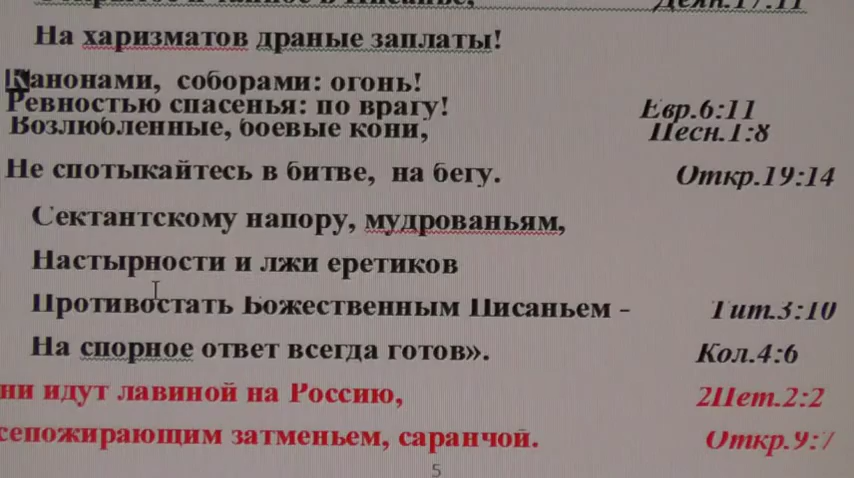 Деян.17:11
На харизматов драные заплаты!
Канонами, соборами: огонь!
Ревностью спасенья: по врагу! Евр.6:11
Возлюбленные, боевые кони, Песн.1:8
Не спотыкайтесь в битве, на бегу. Откр.19:14
Сектантскому напору, мудрованьям,
Настырности и лжи еретиков
Противостать Божественным Писаньем - Тит.3:10
На спорное ответ всегда готов». Кол.4:6
ни идут лавиной на Россию, 2Пет.2:2
сепожирающим затменьем, саранчой. Откр.9:7
5